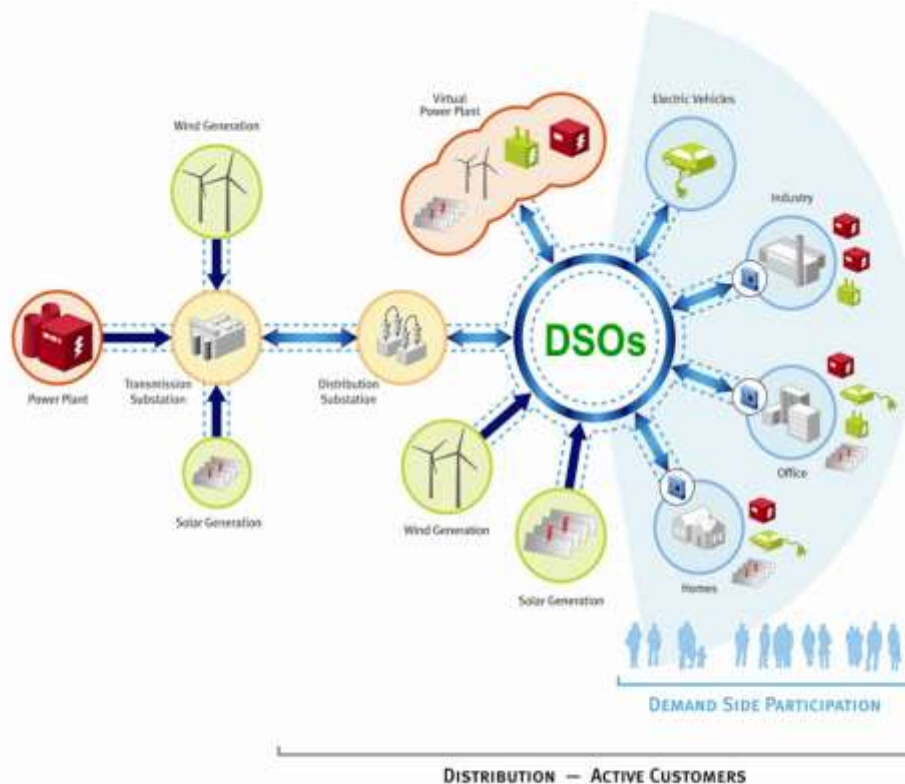 Virtual
Power Plant
Electric Vehicles
Wind Generation
Industry
DSOs
Power Plant
Transmission
Substation
Distribution
Substation
Office
Solar Generation
Wind Generation
Homes
Solar Generation
DEMAND SIDE PARTICIPATION
DISTRIBUTION — ACTIVE CUSTOMERS